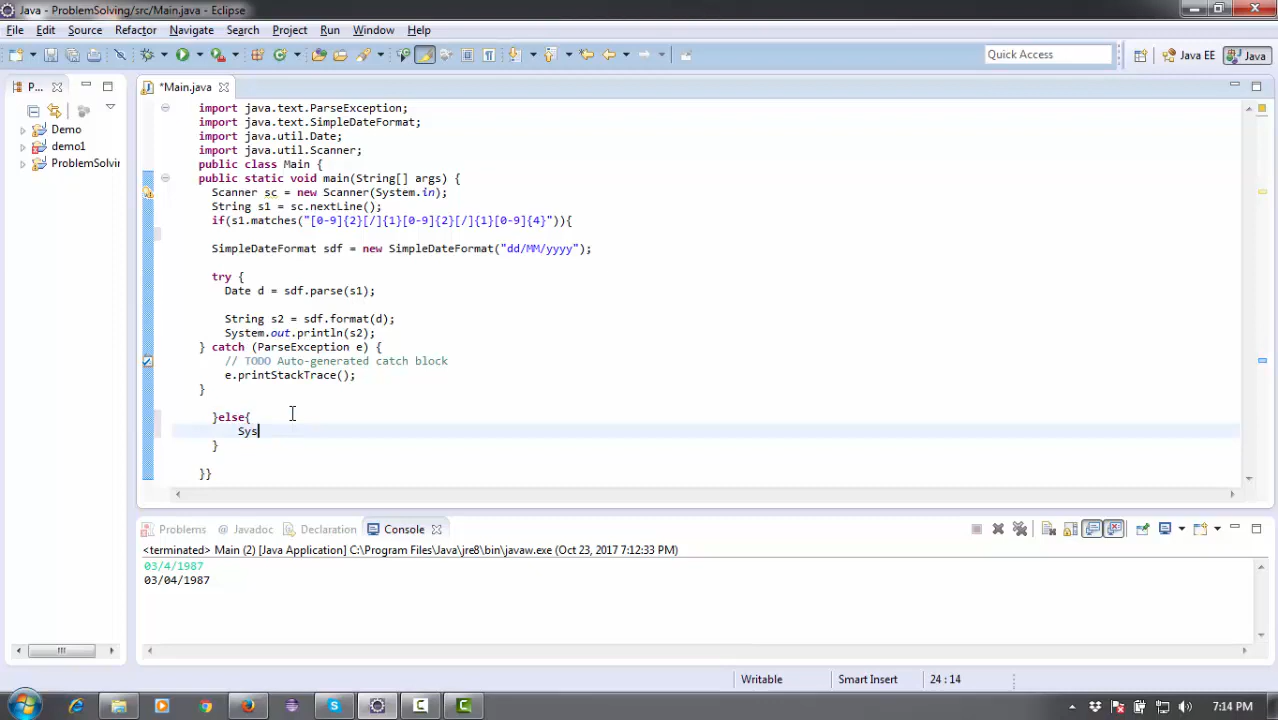 Java - ProblemSolving/src/Main.java - Eclipse
File Edit Source Refactor Navigate Search Project Run Window Help
Quick Access
Java EE
Java
P...
*Main.java
Demo
demo1
ProblemSolvin
import java.text.ParseException;
import java.text.SimpleDateFormat;
import java.util.Date;
import java.util.Scanner;
public class Main {
public static void main(String[] args) {
Scanner sc = new Scanner(System.in);
String s1 = sc.nextLine();
if(s1.matches("[0-9]{2}[/]{1}[0-9]{2}[/]{1}[0-9]{4}")){
SimpleDateFormat sdf = new SimpleDateFormat("dd/MM/yyyy");
try {
Date d = sdf.parse(s1);
String s2 = sdf.format(d);
System.out.println(s2);
} catch (ParseException e) {
// TODO Auto-generated catch block
e.printStackTrace();
}
}else{
Sys
}
}}
Problems @ Javadoc Declaration Console
<terminated> Main (2) [Java Application] C:\Program Files\Java\jre8\bin\javaw.exe (Oct 23, 2017 7:12:33 PM)
03/4/1987
03/04/1987
Writable Smart Insert 24 : 14
7:14 PM